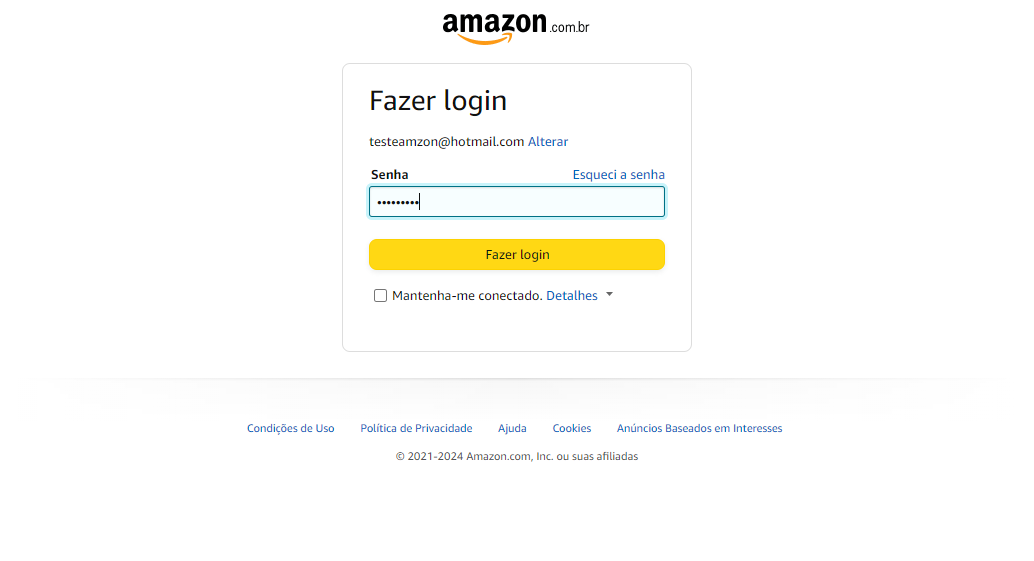 amazon.com.br
Fazer login
testeamzon@hotmail.com Alterar
Senha Esqueci a senha
•••••••••
Fazer login
Mantenha-me conectado. Detalhes
Condições de Uso Política de Privacidade Ajuda Cookies Anúncios Baseados em Interesses
© 2021-2024 Amazon.com, Inc. ou suas afiliadas